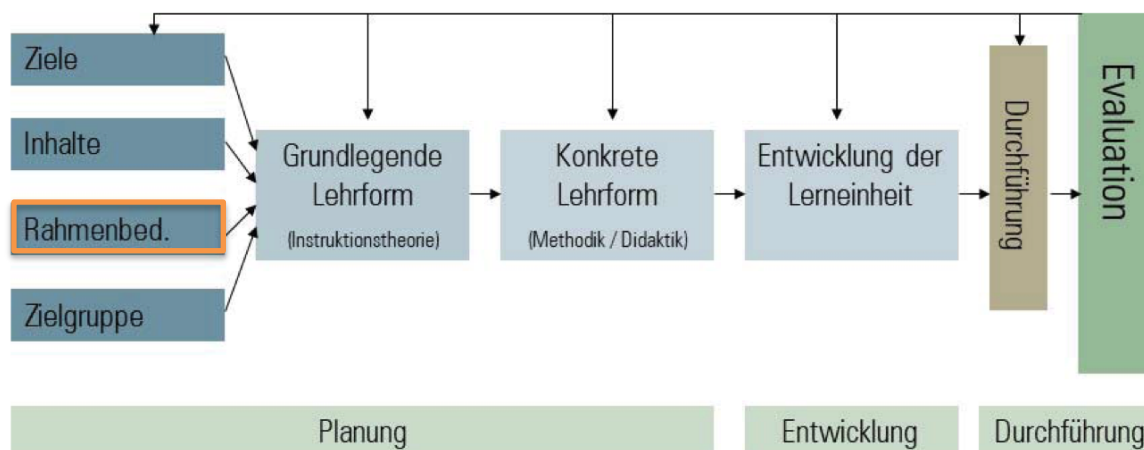 Ziele
Inhalte
Rahmenbed.
Zielgruppe
Grundlegende
Lehrform
(Instruktionstheorie)
Konkrete
Lehrform
(Methodik / Didaktik)
Entwicklung der
Lerneinheit
Durchführung
Evaluation
Planung
Entwicklung
Durchführung